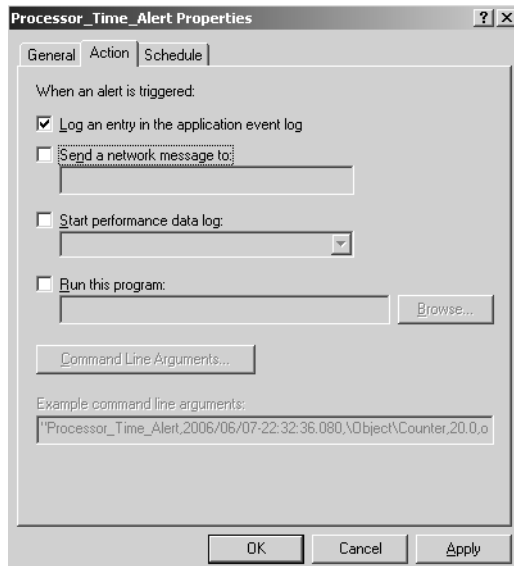 Processor_Time_Alert Properties
General Action Schedule
When an alert is triggered:
Log an entry in the application event log
Send a network message to:
Start performance data log:
Run this program:
Browse...
Command Line Arguments...
Example command line arguments:
"Processor_Time_Alert,2006/06/07-22:32:36.080,\Object\Counter,20.0,o
OK Cancel Apply